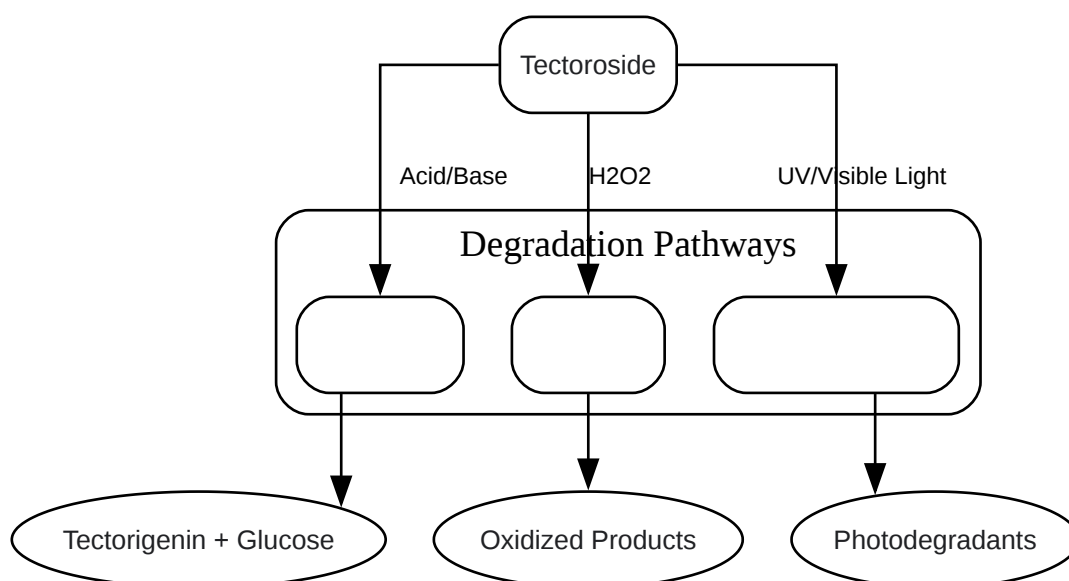 Tectoroside
Acid/Base
H2O2
UV/Visible Light
Degradation Pathways
Tectorigenin + Glucose
Oxidized Products
Photodegradants